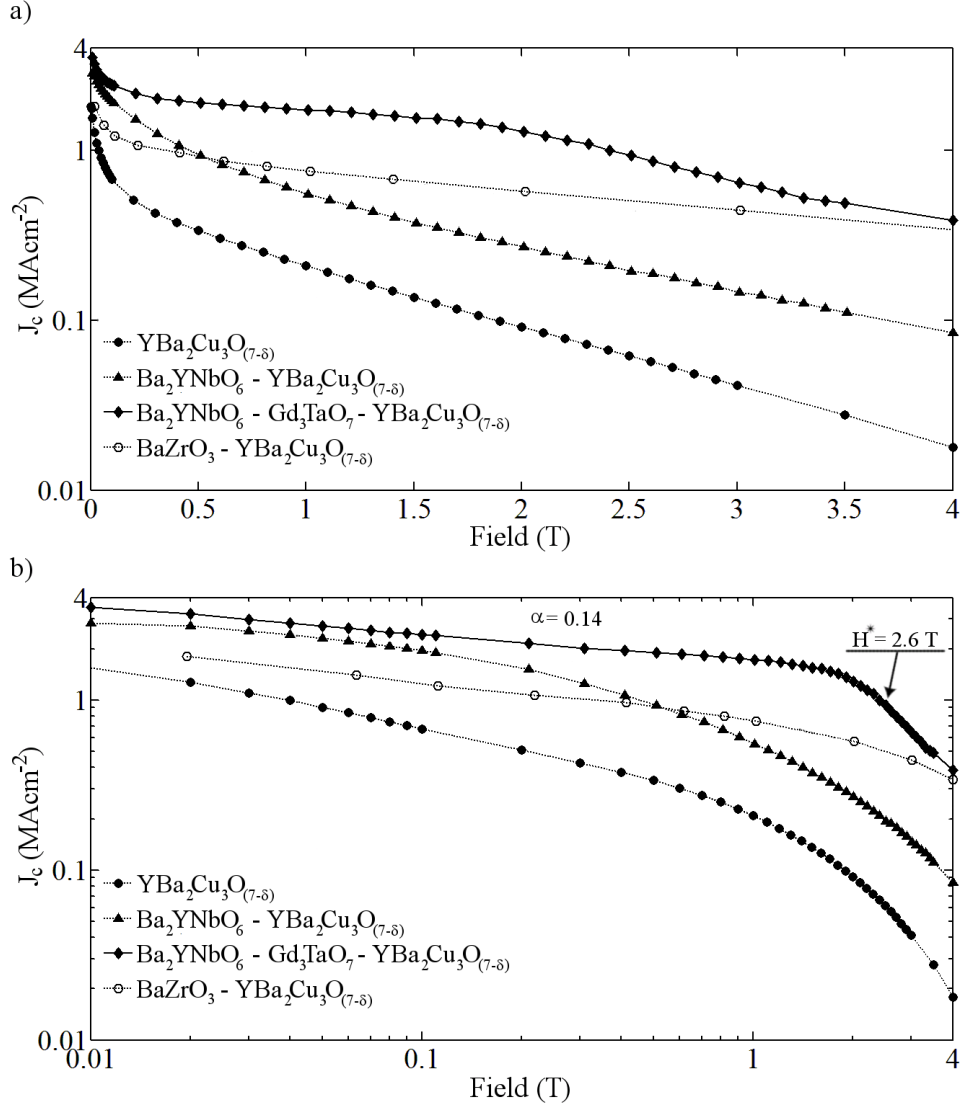 a)
4
1
0.1
0.01
J_c (MAcm⁻²)
YBa₂Cu₃O₍₇₋δ₎
Ba₂YNbO₆ - YBa₂Cu₃O₍₇₋δ₎
Ba₂YNbO₆ - Gd₃TaO₇ - YBa₂Cu₃O₍₇₋δ₎
BaZrO₃ - YBa₂Cu₃O₍₇₋δ₎
0 0.5 1 1.5 2 2.5 3 3.5 4
Field (T)
b)
4
1
0.1
0.01
J_c (MAcm⁻²)
α = 0.14
H* = 2.6 T
YBa₂Cu₃O₍₇₋δ₎
Ba₂YNbO₆ - YBa₂Cu₃O₍₇₋δ₎
Ba₂YNbO₆ - Gd₃TaO₇ - YBa₂Cu₃O₍₇₋δ₎
BaZrO₃ - YBa₂Cu₃O₍₇₋δ₎
0.01 0.1 1 4
Field (T)